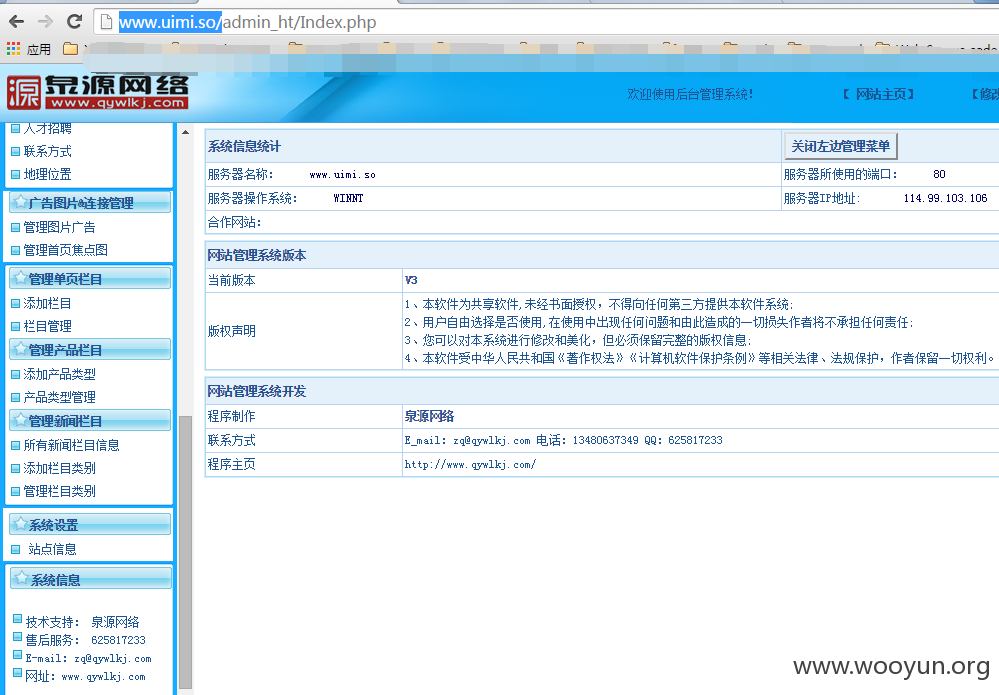 www.uimi.so/admin_ht/Index.php
应用
泉源网络
www.qywlkj.com
欢迎使用后台管理系统!
【 网站主页】
【修改
人才招聘
联系方式
地理位置
广告图片&连接管理
管理图片广告
管理首页焦点图
管理单页栏目
添加栏目
栏目管理
管理产品栏目
添加产品类型
产品类型管理
管理新闻栏目
所有新闻栏目信息
添加栏目类别
管理栏目类别
系统设置
站点信息
系统信息
技术支持： 泉源网络
售后服务： 625817233
E-mail: zq@qywlkj.com
网址: www.qywlkj.com
系统信息统计
关闭左边管理菜单
服务器名称： www.uimi.so
服务器所使用的端口： 80
服务器操作系统： WINNT
服务器IP地址: 114.99.103.106
合作网站：
网站管理系统版本
当前版本 V3
版权声明
1、本软件为共享软件,未经书面授权，不得向任何第三方提供本软件系统;
2、用户自由选择是否使用,在使用中出现任何问题和由此造成的一切损失作者将不承担任何责任;
3、您可以对本系统进行修改和美化，但必须保留完整的版权信息;
4、本软件受中华人民共和国《著作权法》《计算机软件保护条例》等相关法律、法规保护，作者保留一切权利。
网站管理系统开发
程序制作 泉源网络
联系方式 E_mail: zq@qywlkj.com 电话: 13480637349 QQ: 625817233
程序主页 http://www.qywlkj.com/
www.wooyun.org